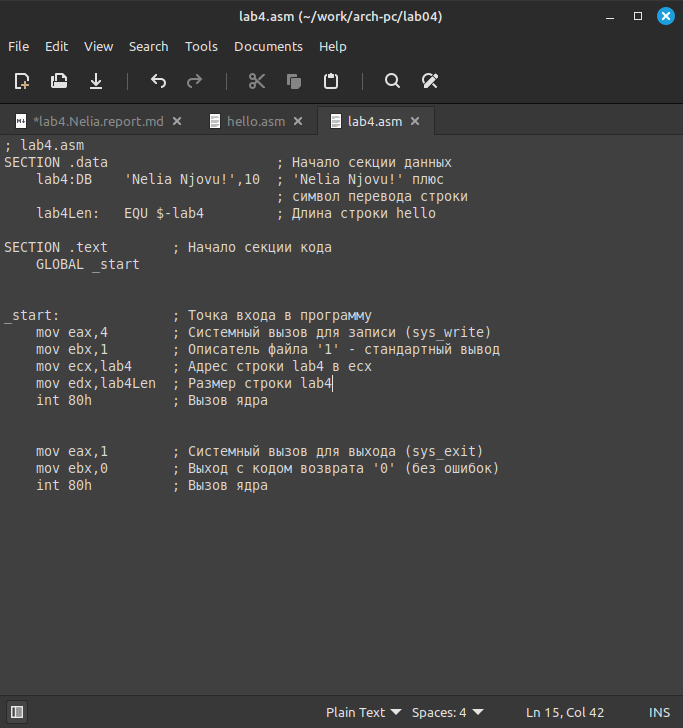 lab4.asm (~/work/arch-pc/lab04)
File Edit View Search Tools Documents Help
*lab4.Nelia.report.md hello.asm lab4.asm
; lab4.asm
SECTION .data ; Начало секции данных
lab4:DB 'Nelia Njovu!',10 ; 'Nelia Njovu!' плюс
; символ перевода строки
lab4Len: EQU $-lab4 ; Длина строки hello
SECTION .text ; Начало секции кода
GLOBAL _start
_start: ; Точка входа в программу
mov eax,4 ; Системный вызов для записи (sys_write)
mov ebx,1 ; Описатель файла '1' - стандартный вывод
mov ecx,lab4 ; Адрес строки lab4 в ecx
mov edx,lab4Len ; Размер строки lab4
int 80h ; Вызов ядра
mov eax,1 ; Системный вызов для выхода (sys_exit)
mov ebx,0 ; Выход с кодом возврата '0' (без ошибок)
int 80h ; Вызов ядра
Plain Text Spaces: 4 Ln 15, Col 42 INS